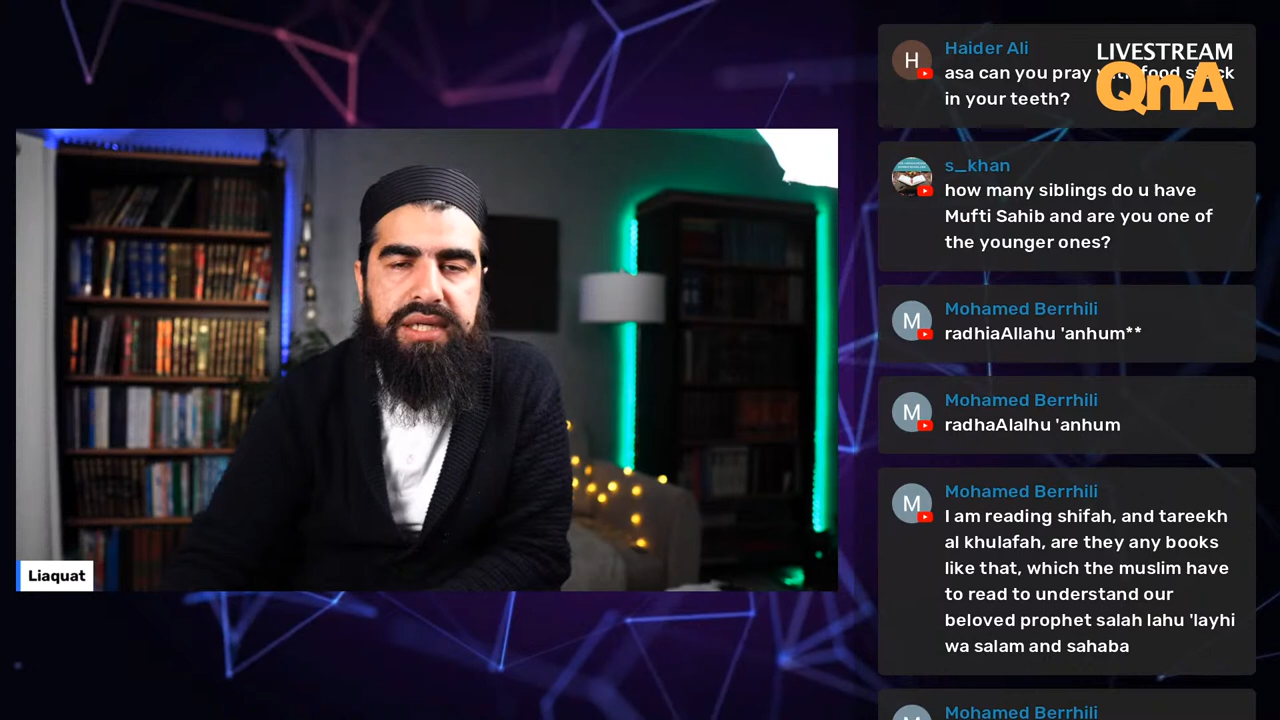 LIVESTREAM
QnA
Haider Ali
H
asa can you pray with food stuck
in your teeth?
s_khan
how many siblings do u have
Mufti Sahib and are you one of
the younger ones?
Mohamed Berrhili
M
radhiaAllahu 'anhum**
Mohamed Berrhili
M
radhaAlalhu 'anhum
Mohamed Berrhili
M
I am reading shifah, and tareekh
al khulafah, are they any books
like that, which the muslim have
to read to understand our
beloved prophet salah lahu 'layhi
wa salam and sahaba
Mohamed Berrhili
Liaquat